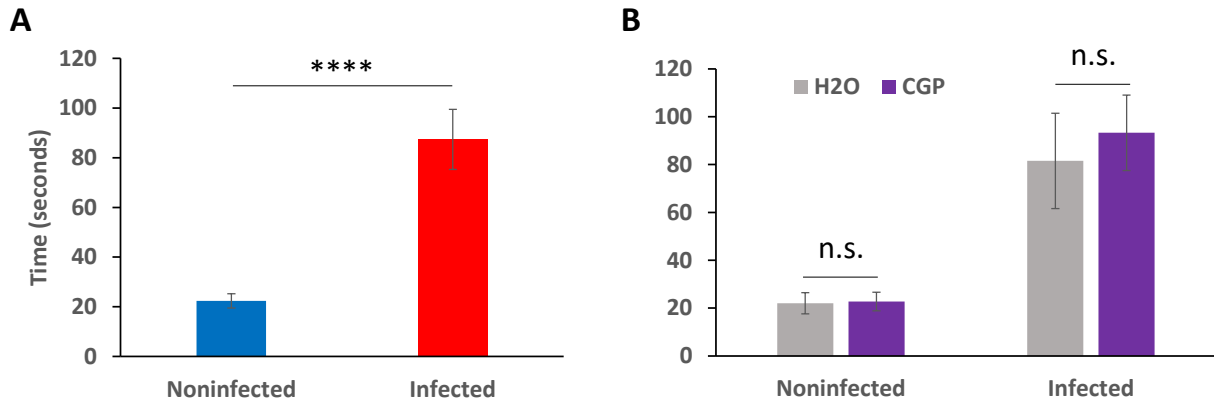 A
120
100
80
60
40
20
0
Time (seconds)
****
Noninfected Infected
B
120
100
80
60
40
20
0
H2O CGP
n.s.
n.s.
Noninfected Infected